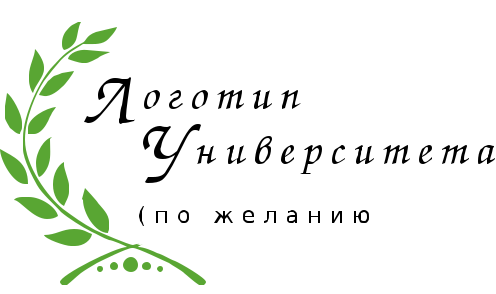 Логотип
Университета
(по желанию